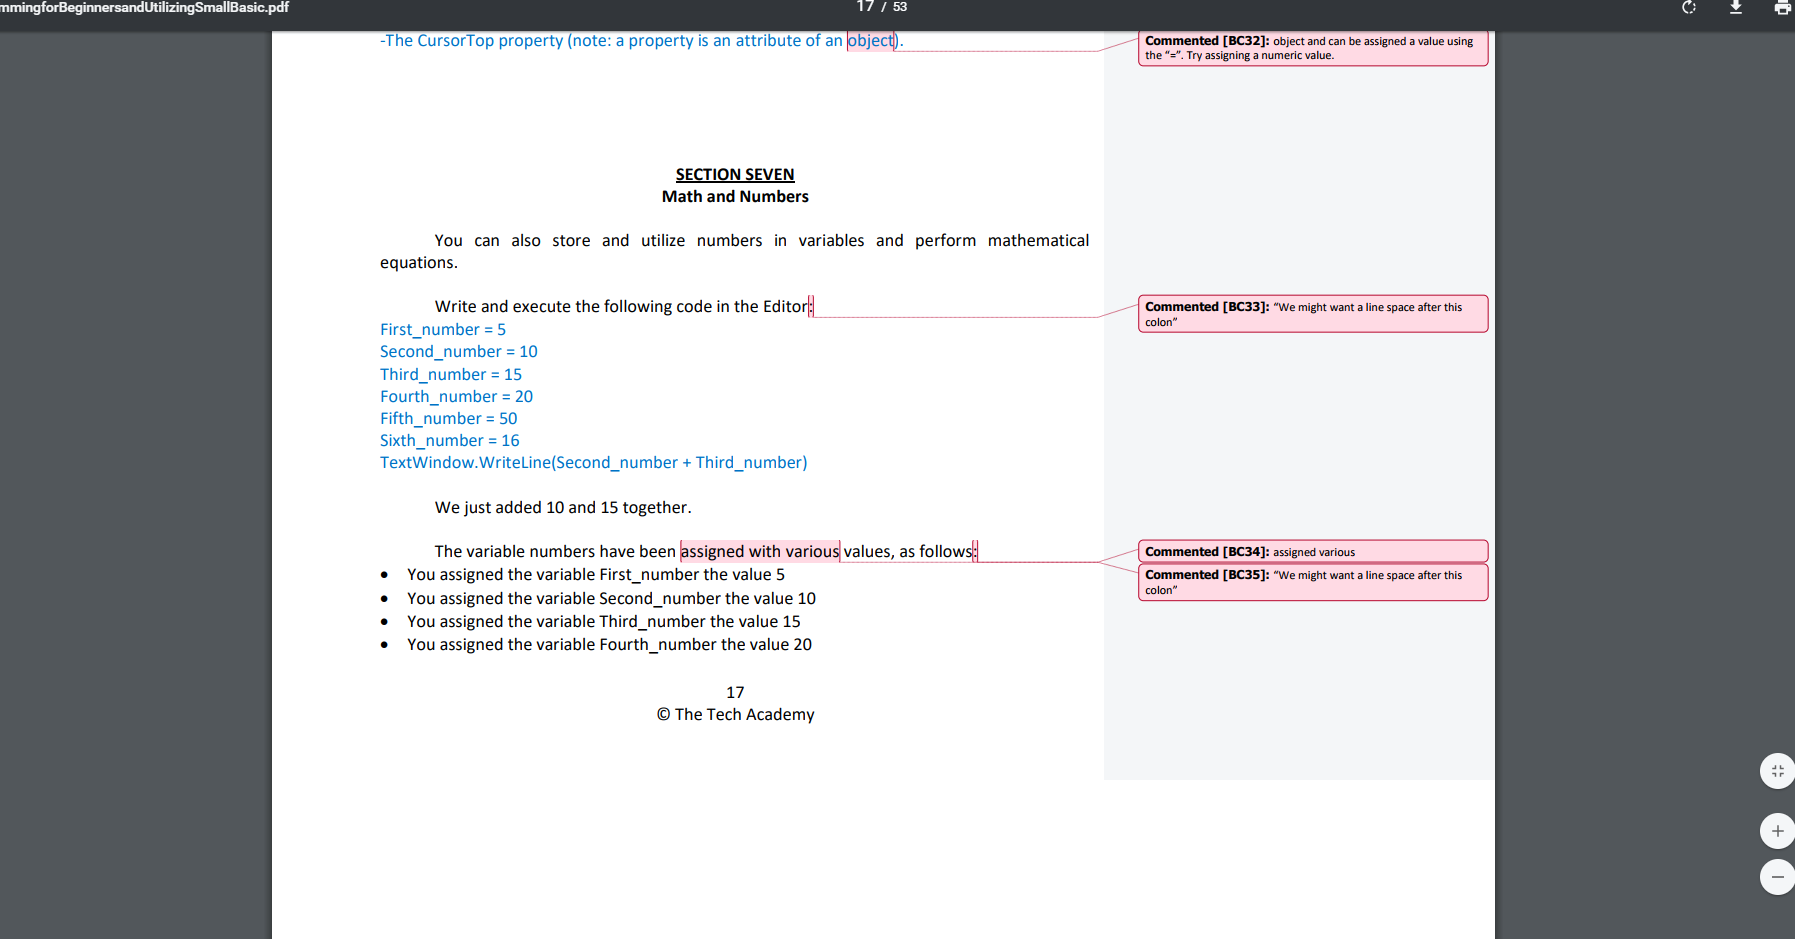 mmingforBeginnersandUtilizingSmallBasic.pdf
17 / 53
-The CursorTop property (note: a property is an attribute of an object).
Commented [BC32]: object and can be assigned a value using
the “=”. Try assigning a numeric value.
SECTION SEVEN
Math and Numbers
You can also store and utilize numbers in variables and perform mathematical
equations.
Write and execute the following code in the Editor:
Commented [BC33]: “We might want a line space after this
colon”
First_number = 5
Second_number = 10
Third_number = 15
Fourth_number = 20
Fifth_number = 50
Sixth_number = 16
TextWindow.WriteLine(Second_number + Third_number)
We just added 10 and 15 together.
The variable numbers have been assigned with various values, as follows:
Commented [BC34]: assigned various
Commented [BC35]: “We might want a line space after this
colon”
• You assigned the variable First_number the value 5
• You assigned the variable Second_number the value 10
• You assigned the variable Third_number the value 15
• You assigned the variable Fourth_number the value 20
17
© The Tech Academy